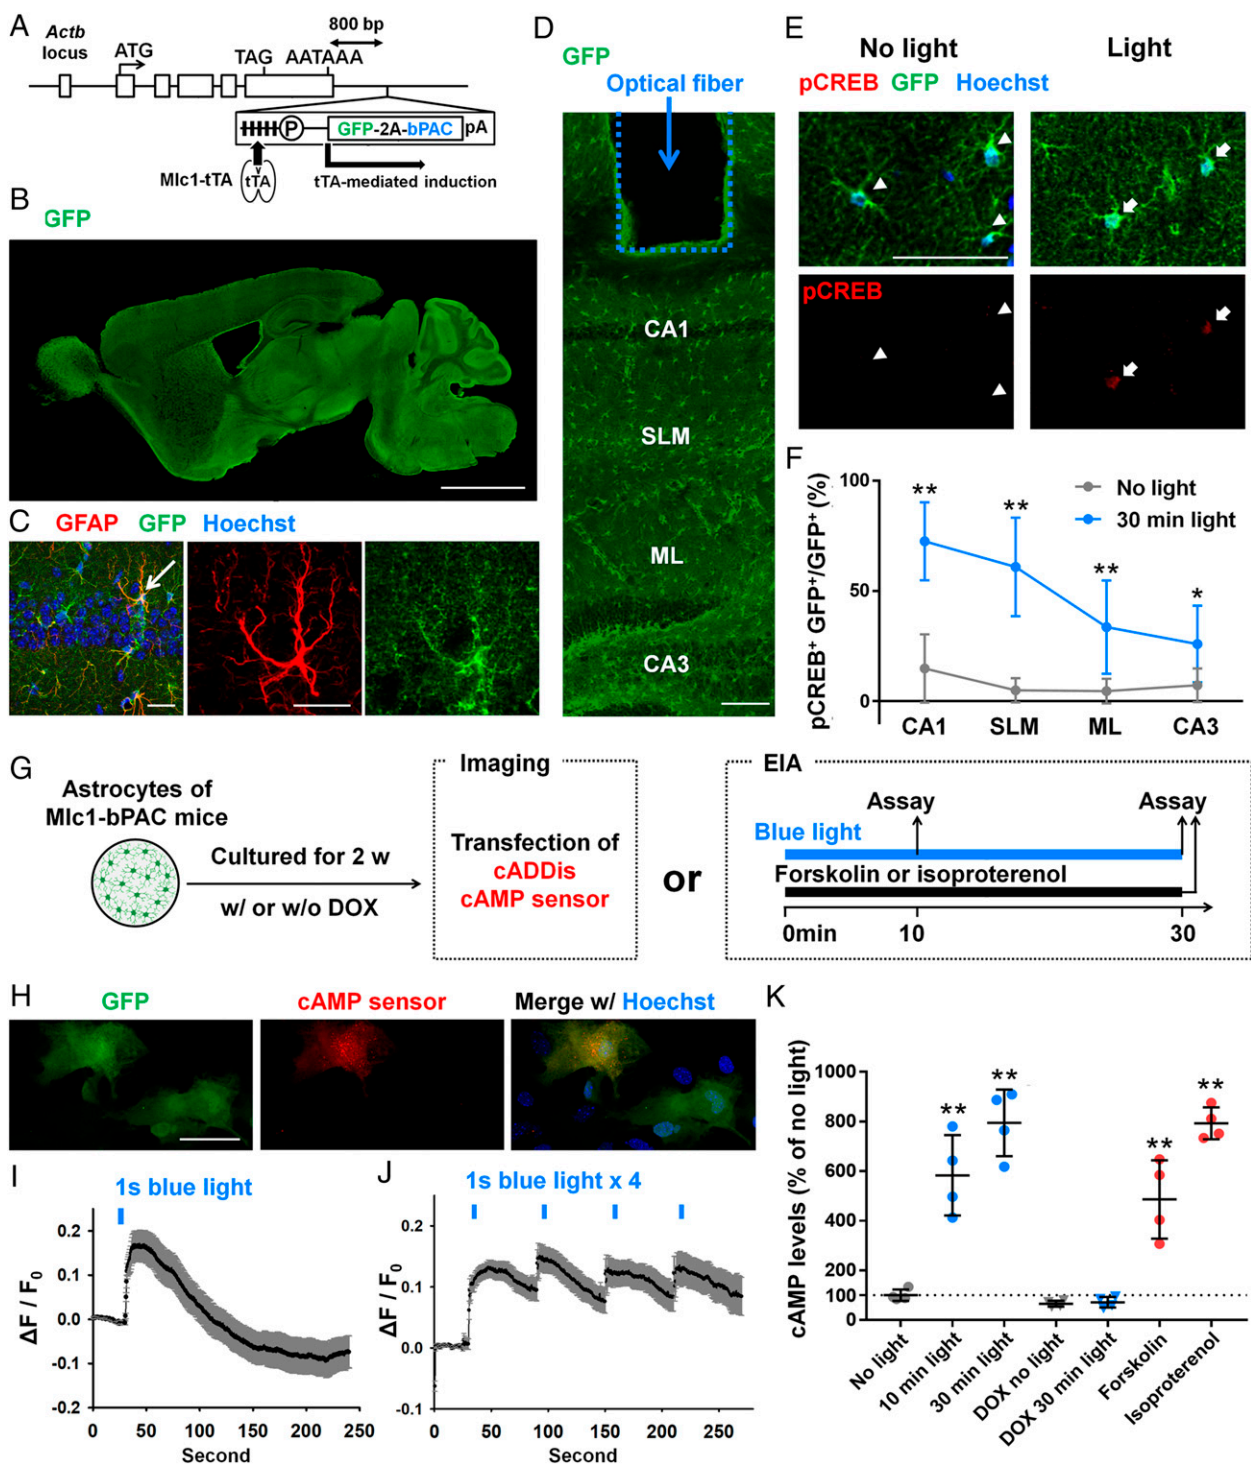 A
Actb
locus
ATG
TAG
AATAAA
800 bp
P
GFP-2A-bPAC
pA
Mlc1-tTA
tTA
tTA-mediated induction
B
GFP
C
GFAP GFP Hoechst
D
GFP
Optical fiber
CA1
SLM
ML
CA3
E
No light
Light
pCREB GFP Hoechst
pCREB
F
pCREB⁺ GFP⁺/GFP⁺ (%)
100
50
0
No light
30 min light
**
**
**
*
CA1
SLM
ML
CA3
G
Astrocytes of
Mlc1-bPAC mice
Cultured for 2 w
w/ or w/o DOX
Imaging
Transfection of
cADDis
cAMP sensor
or
EIA
Assay
Assay
Blue light
Forskolin or isoproterenol
0min
10
30
H
GFP
cAMP sensor
Merge w/ Hoechst
I
1s blue light
ΔF / F₀
0.2
0.1
0.0
-0.1
-0.2
0
50
100
150
200
250
Second
J
1s blue light x 4
ΔF / F₀
0.2
0.1
0.0
-0.1
0
50
100
150
200
250
Second
K
cAMP levels (% of no light)
1000
800
600
400
200
100
0
**
**
**
**
No light
10 min light
30 min light
DOX no light
DOX 30 min light
Forskolin
Isoproterenol